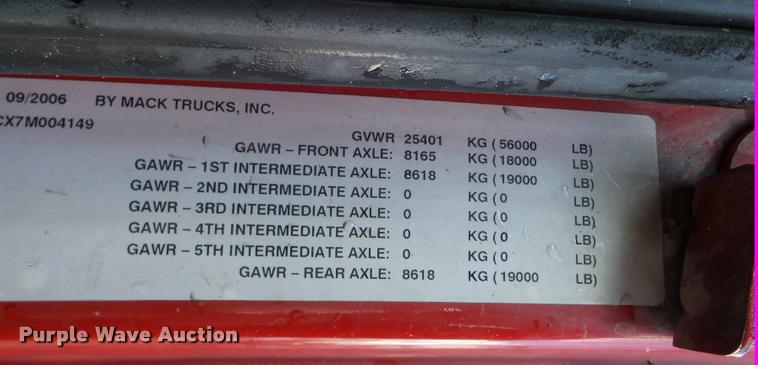 09/2006 BY MACK TRUCKS, INC.
CX7M004149
GVWR 25401 KG ( 56000 LB)
GAWR – FRONT AXLE: 8165 KG ( 18000 LB)
GAWR – 1ST INTERMEDIATE AXLE: 8618 KG ( 19000 LB)
GAWR – 2ND INTERMEDIATE AXLE: 0 KG ( 0 LB)
GAWR – 3RD INTERMEDIATE AXLE: 0 KG ( 0 LB)
GAWR – 4TH INTERMEDIATE AXLE: 0 KG ( 0 LB)
GAWR – 5TH INTERMEDIATE AXLE: 0 KG ( 0 LB)
GAWR – REAR AXLE: 8618 KG ( 19000 LB)
Purple Wave Auction